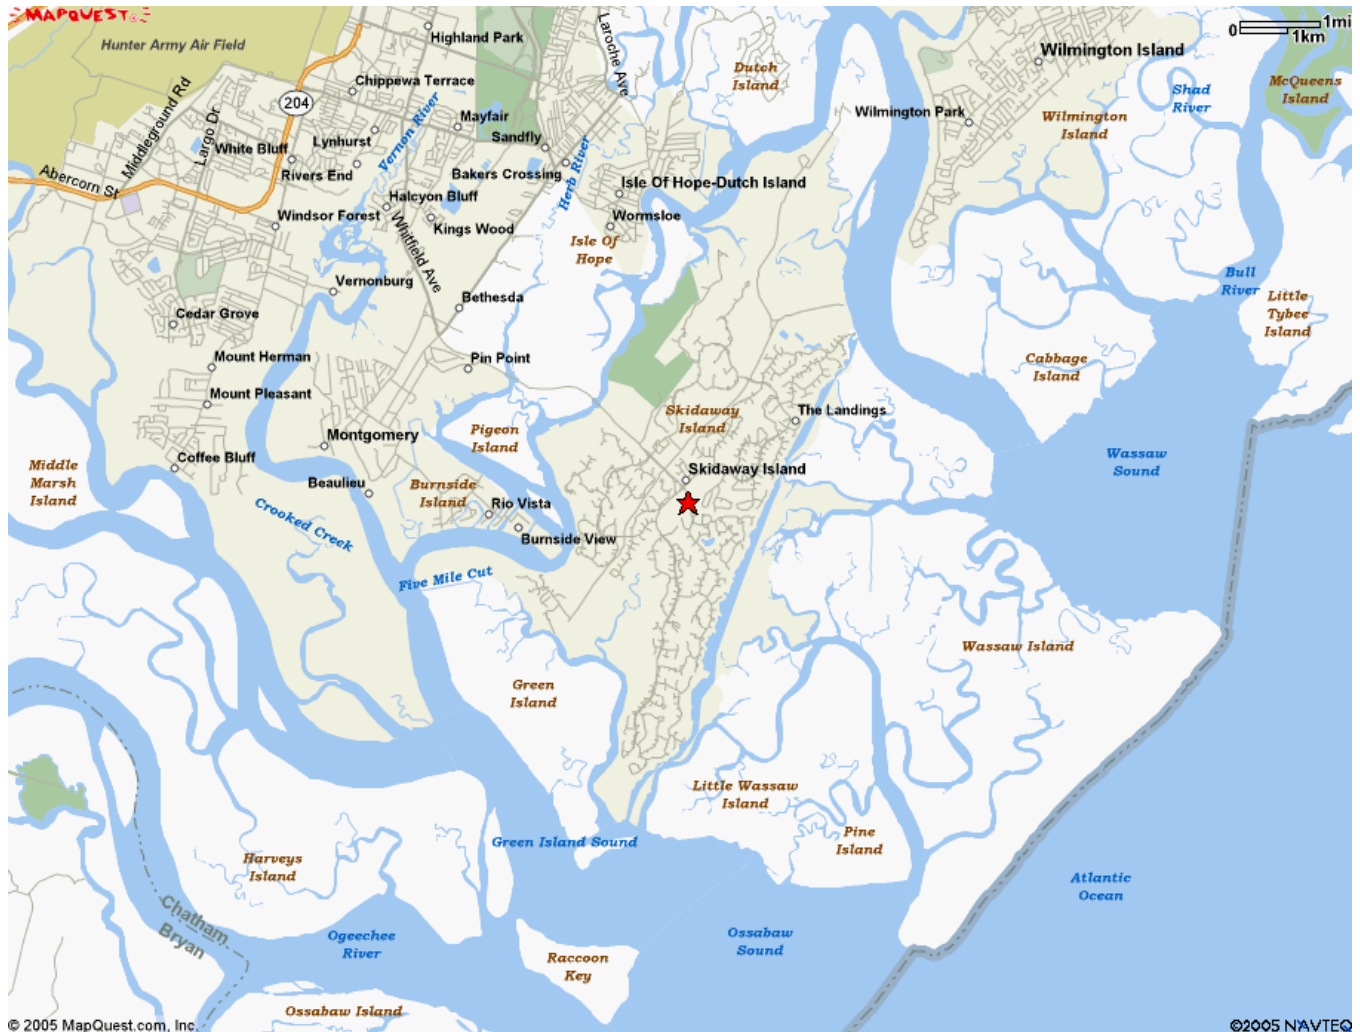 MAPQUEST
Hunter Army Air Field
Highland Park
Laroche Ave
0
1mi
1km
Wilmington Island
Dutch
Island
Chippewa Terrace
Middleground Rd
Largo Dr
204
Vernon River
Mayfair
Wilmington Park
Shad
River
McQueens
Island
Wilmington
Island
Lynhurst
Sandfly
White Bluff
Rivers End
Bakers Crossing
Herb River
Abercorn St
Isle Of Hope-Dutch Island
Halcyon Bluff
Windsor Forest
Whitfield Ave
Kings Wood
Wormsloe
Isle Of
Hope
Vernonburg
Bethesda
Bull
River
Little
Tybee
Island
Cedar Grove
Mount Herman
Pin Point
Cabbage
Island
Mount Pleasant
Skidaway
Island
The Landings
Montgomery
Pigeon
Island
Coffee Bluff
Middle
Marsh
Island
Wassaw
Sound
Skidaway Island
Beaulieu
Burnside
Island
Rio Vista
Crooked Creek
Burnside View
Five Mile Cut
Wassaw Island
Green
Island
Little Wassaw
Island
Pine
Island
Green Island Sound
Harveys
Island
Atlantic
Ocean
Chatham
Bryan
Ogeechee
River
Ossabaw
Sound
Raccoon
Key
Ossabaw Island
© 2005 MapQuest.com, Inc.
©2005 NAVTEQ